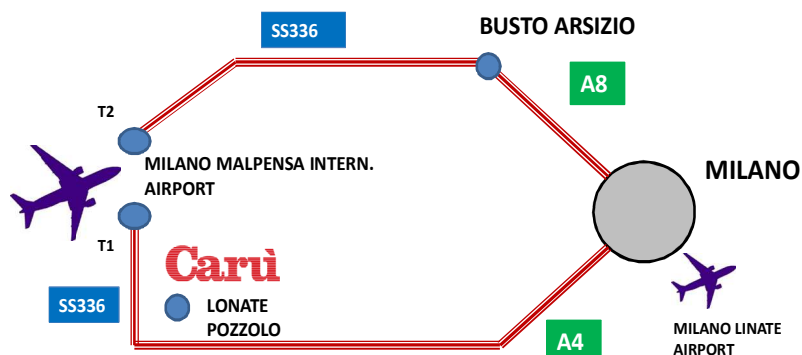 SS336
BUSTO ARSIZIO
A8
T2
MILANO MALPENSA INTERN.
AIRPORT
MILANO
T1
Carù
SS336
LONATE
POZZOLO
A4
MILANO LINATE
AIRPORT